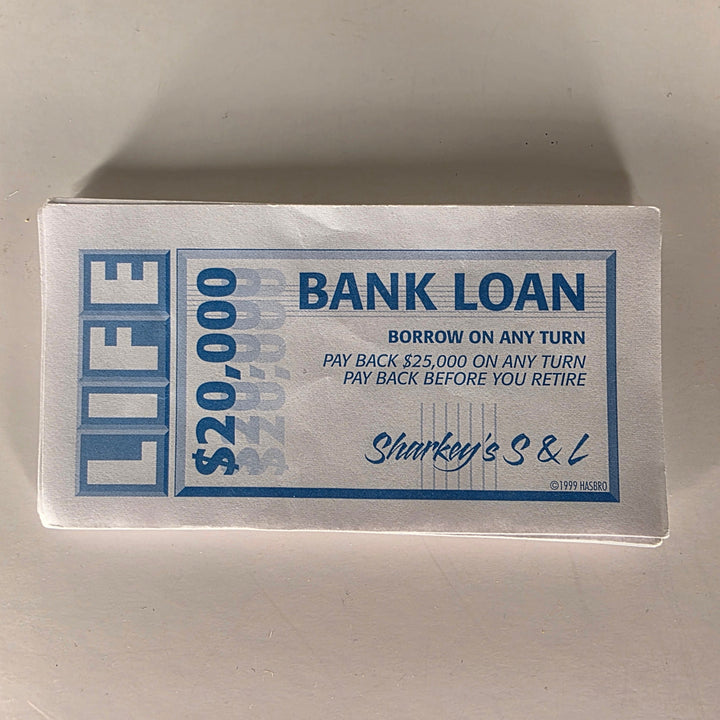 LIFE
$20,000
BANK LOAN
BORROW ON ANY TURN
PAY BACK $25,000 ON ANY TURN
PAY BACK BEFORE YOU RETIRE
Sharkey's S & L
©1999 HASBRO